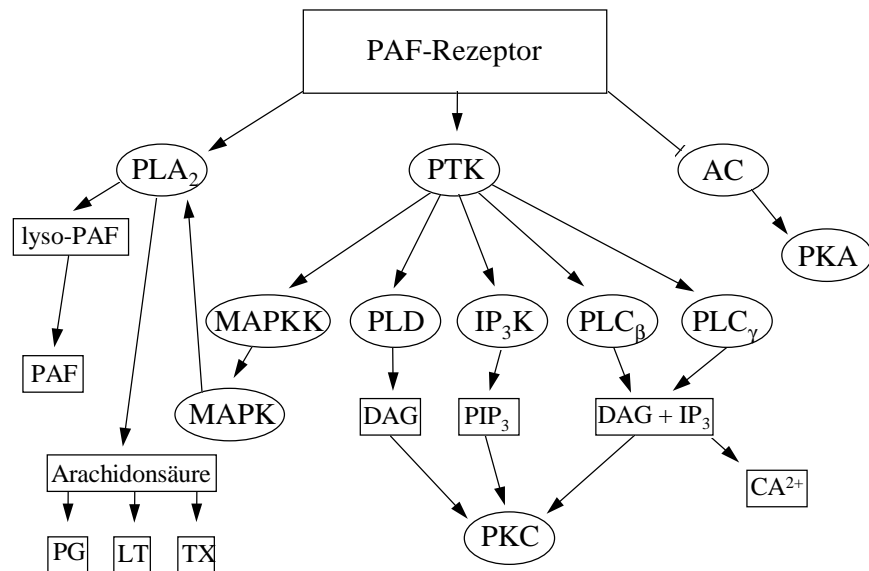 PAF-Rezeptor
PLA₂
PTK
AC
lyso-PAF
PKA
MAPKK
PLD
IP₃K
PLCβ
PLCγ
PAF
MAPK
DAG
PIP₃
DAG + IP₃
Arachidonsäure
CA²⁺
PG
LT
TX
PKC